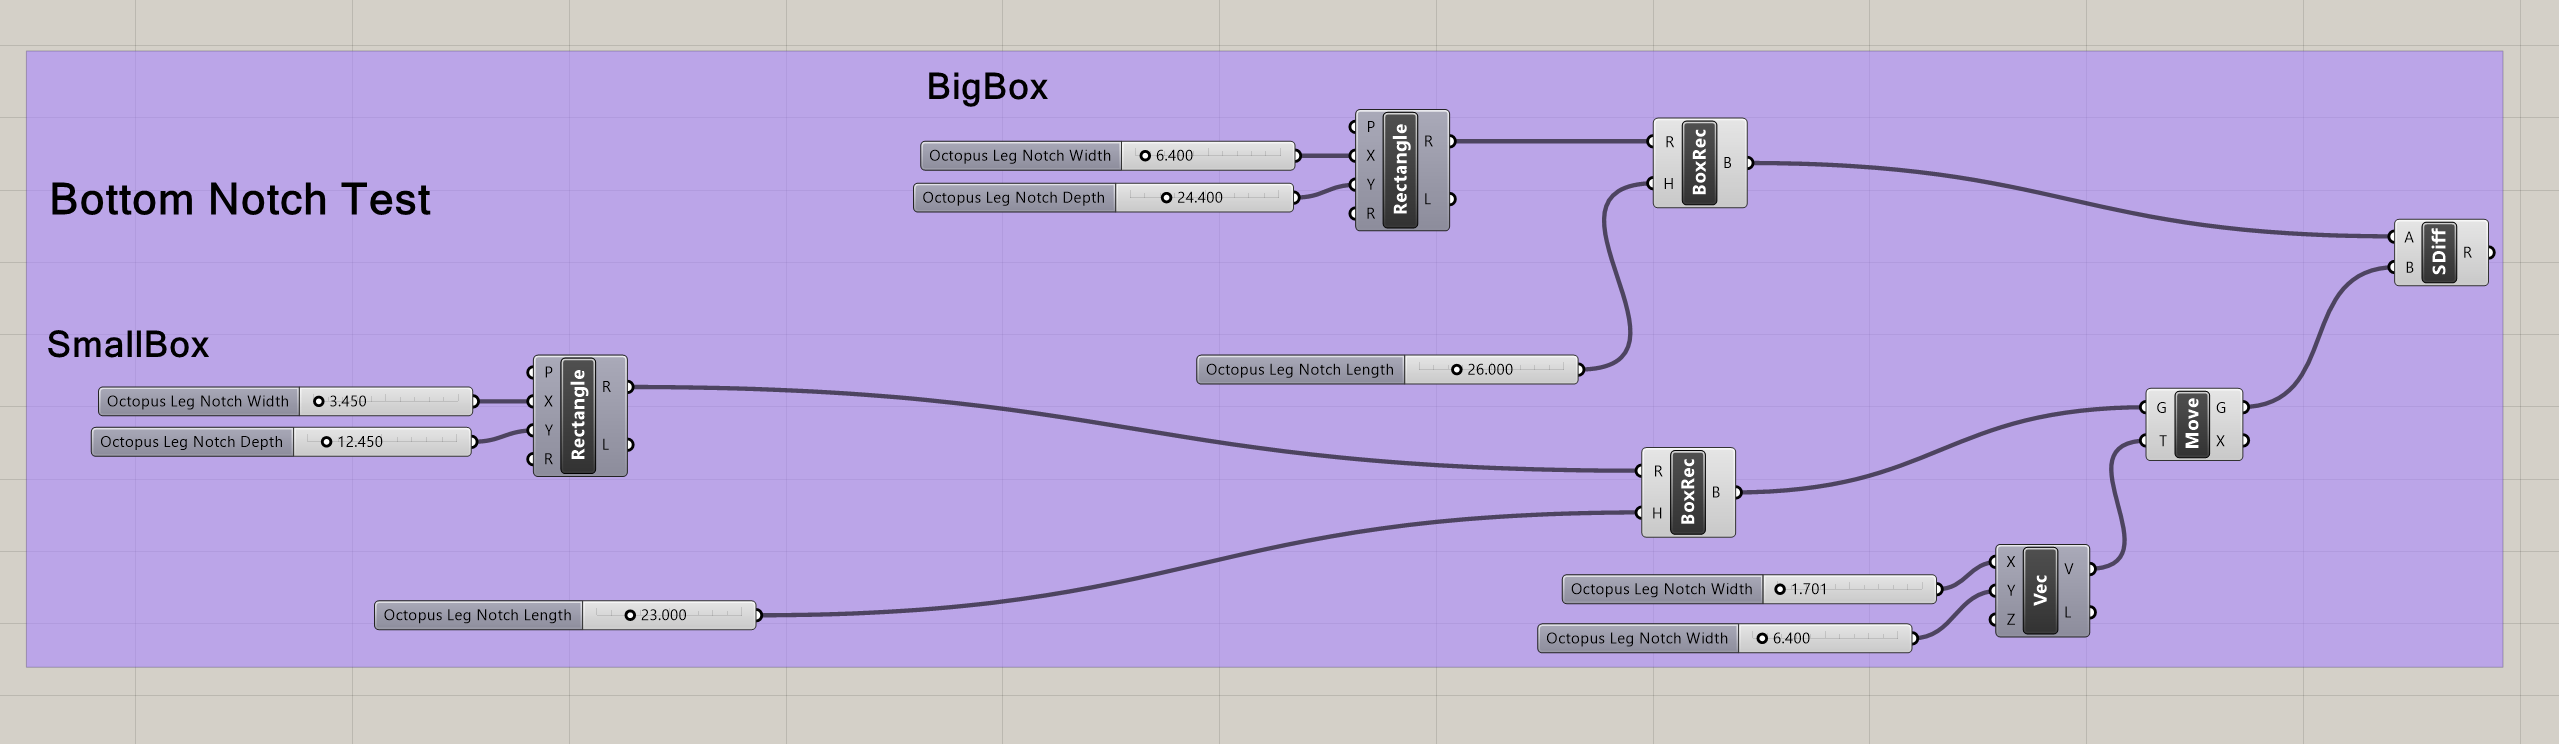 BigBox
P
X
Y
R
Rectangle
R
L
Octopus Leg Notch Width 6.400
Octopus Leg Notch Depth 24.400
R
H
BoxRec
B
Bottom Notch Test
A
B
SDiff
R
SmallBox
P
X
Y
R
Rectangle
R
L
Octopus Leg Notch Width 3.450
Octopus Leg Notch Depth 12.450
Octopus Leg Notch Length 26.000
G
T
Move
G
X
R
H
BoxRec
B
Octopus Leg Notch Length 23.000
Octopus Leg Notch Width 1.701
Octopus Leg Notch Width 6.400
X
Y
Z
Vec
V
L